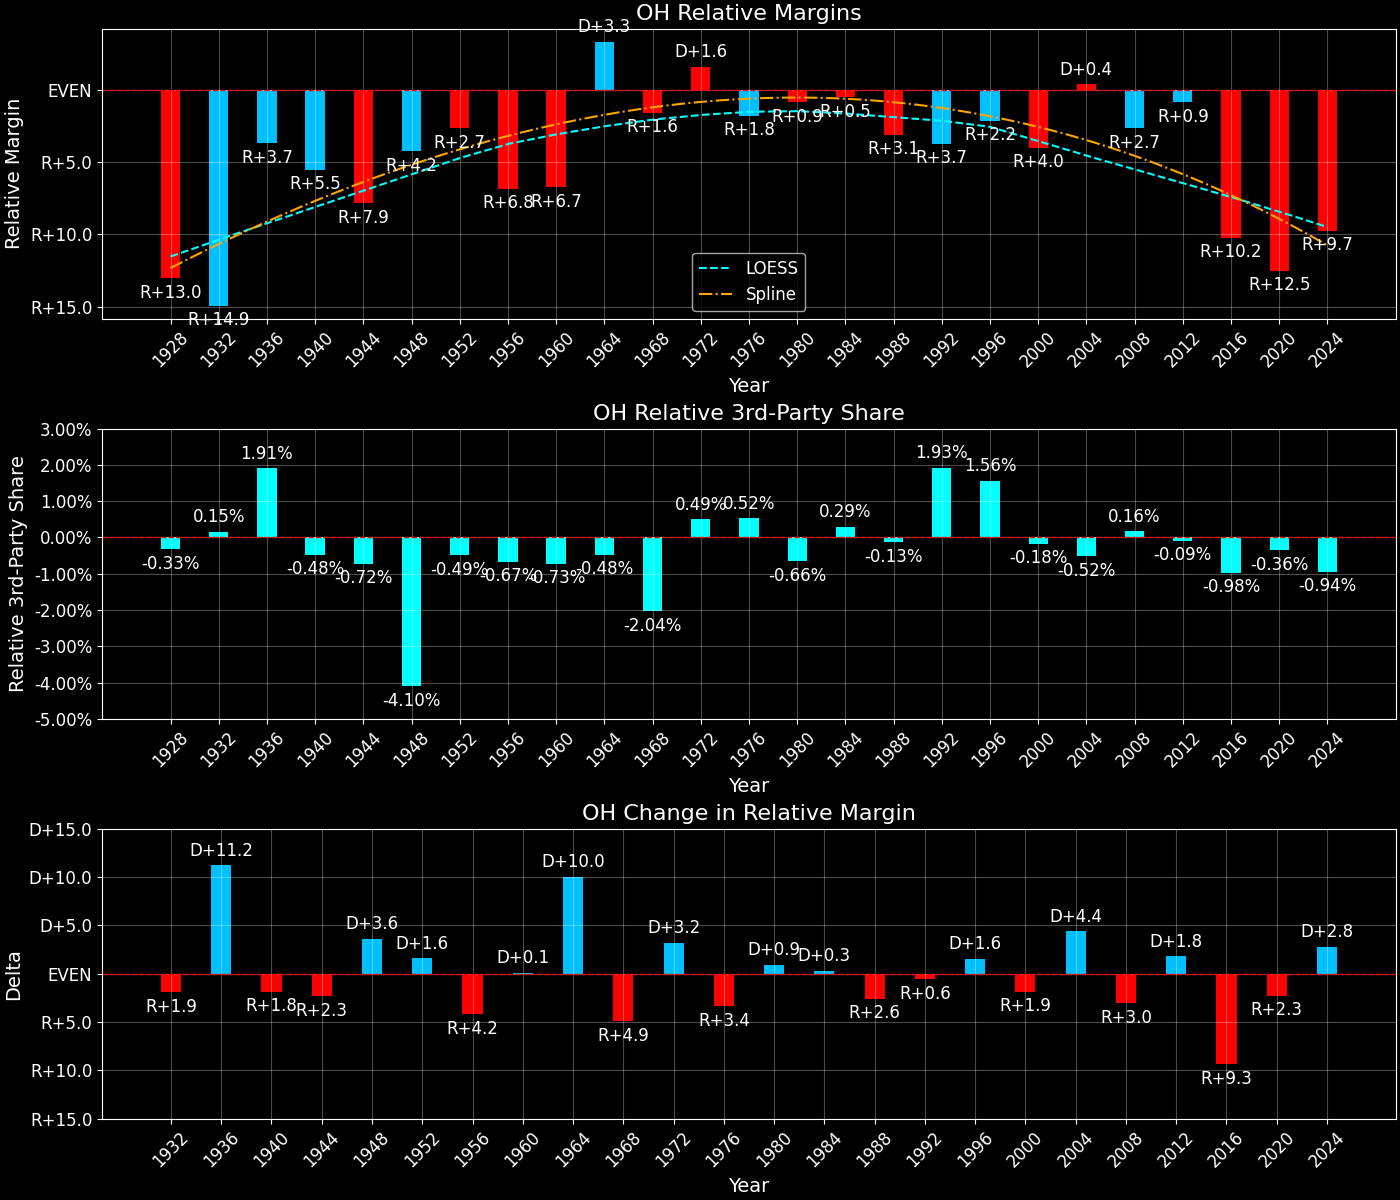 OH Relative Margins
Relative Margin
EVEN
R+5.0
R+10.0
R+15.0
R+13.0
R+14.9
R+3.7
R+5.5
R+7.9
R+4.2
R+2.7
R+6.8
R+6.7
D+3.3
R+1.6
D+1.6
R+1.8
R+0.9
R+0.5
R+3.1
R+3.7
R+2.2
R+4.0
D+0.4
R+2.7
R+0.9
R+10.2
R+12.5
R+9.7
LOESS
Spline
1928 1932 1936 1940 1944 1948 1952 1956 1960 1964 1968 1972 1976 1980 1984 1988 1992 1996 2000 2004 2008 2012 2016 2020 2024
Year
OH Relative 3rd-Party Share
Relative 3rd-Party Share
3.00%
2.00%
1.00%
0.00%
-1.00%
-2.00%
-3.00%
-4.00%
-5.00%
-0.33%
0.15%
1.91%
-0.48%
-0.72%
-4.10%
-0.49%
-0.67%
-0.73%
-0.48%
-2.04%
0.49%
0.52%
-0.66%
0.29%
-0.13%
1.93%
1.56%
-0.18%
-0.52%
0.16%
-0.09%
-0.98%
-0.36%
-0.94%
1928 1932 1936 1940 1944 1948 1952 1956 1960 1964 1968 1972 1976 1980 1984 1988 1992 1996 2000 2004 2008 2012 2016 2020 2024
Year
OH Change in Relative Margin
Delta
D+15.0
D+10.0
D+5.0
EVEN
R+5.0
R+10.0
R+15.0
R+1.9
D+11.2
R+1.8
R+2.3
D+3.6
D+1.6
R+4.2
D+0.1
D+10.0
R+4.9
D+3.2
R+3.4
D+0.9
D+0.3
R+2.6
R+0.6
D+1.6
R+1.9
D+4.4
R+3.0
D+1.8
R+9.3
R+2.3
D+2.8
1932 1936 1940 1944 1948 1952 1956 1960 1964 1968 1972 1976 1980 1984 1988 1992 1996 2000 2004 2008 2012 2016 2020 2024
Year